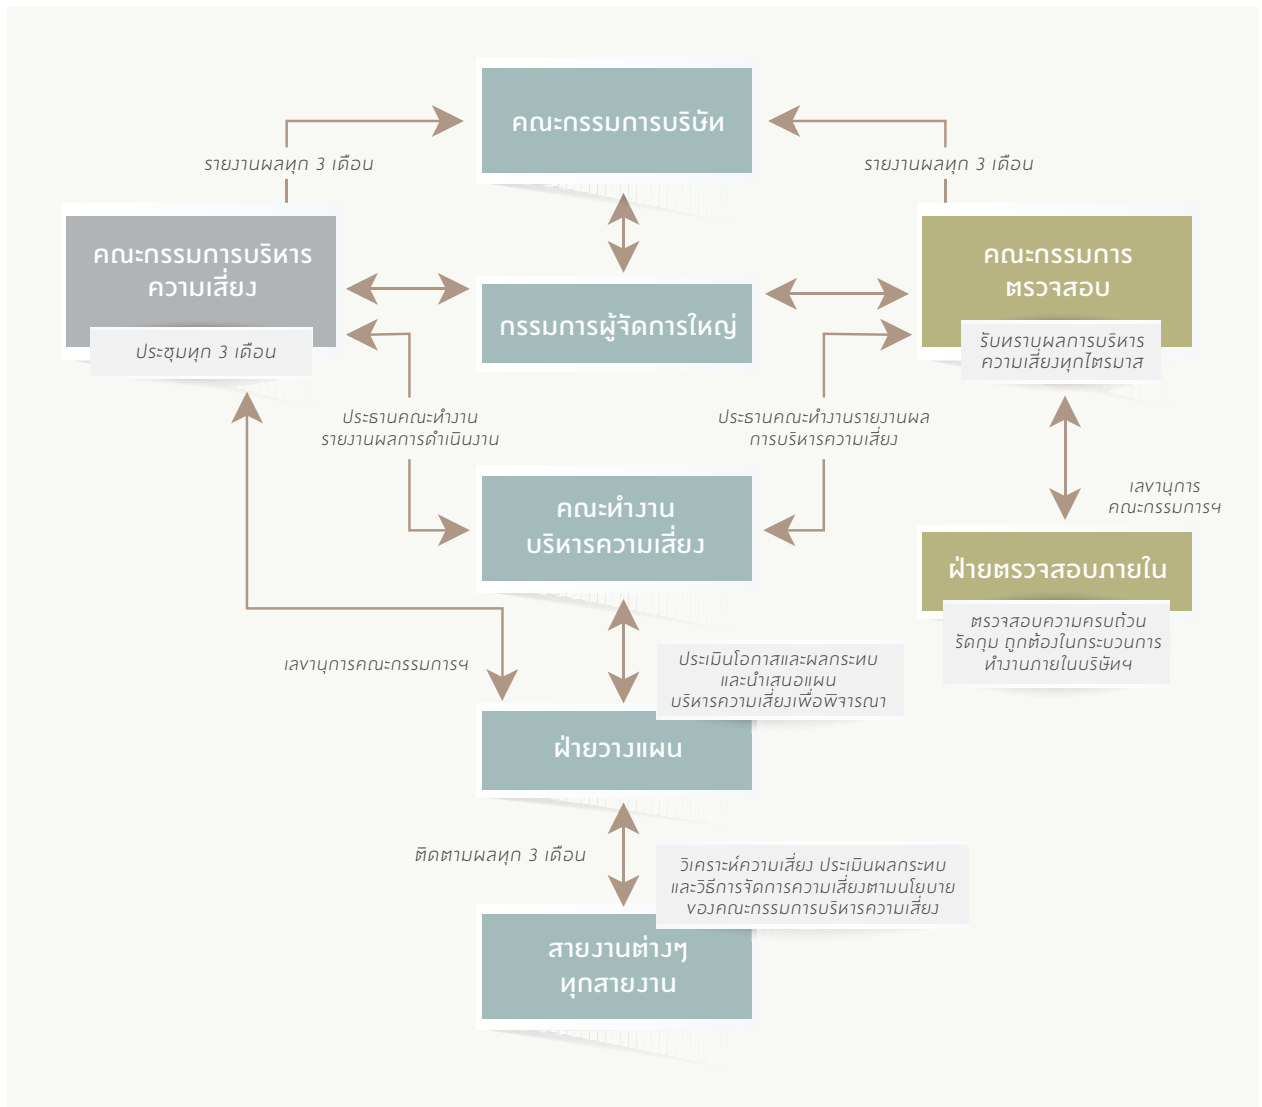 คณะกรรมการบริษัท
รายงานผลทุก 3 เดือน
รายงานผลทุก 3 เดือน
คณะกรรมการบริหาร
ความเสี่ยง
ประชุมทุก 3 เดือน
กรรมการผู้จัดการใหญ่
คณะกรรมการ
ตรวจสอบ
รับทราบผลการบริหาร
ความเสี่ยงทุกไตรมาส
ประธานคณะทำงาน
รายงานผลการดำเนินงาน
ประธานคณะทำงานรายงานผล
การบริหารความเสี่ยง
คณะทำงาน
บริหารความเสี่ยง
เลขานุการ
คณะกรรมการฯ
ฝ่ายตรวจสอบภายใน
ตรวจสอบความครบถ้วน
รัดกุม ถูกต้องในกระบวนการ
ทำงานภายในบริษัทฯ
เลขานุการคณะกรรมการฯ
ประเมินโอกาสและผลกระทบ
และนำเสนอแผน
บริหารความเสี่ยงเพื่อพิจารณา
ฝ่ายวางแผน
ติดตามผลทุก 3 เดือน
วิเคราะห์ความเสี่ยง ประเมินผลกระทบ
และวิธีการจัดการความเสี่ยงตามนโยบาย
ของคณะกรรมการบริหารความเสี่ยง
สายงานต่างๆ
ทุกสายงาน